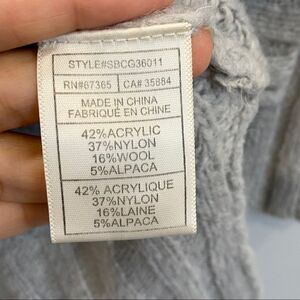 STYLE#SBCG36011
RN#67365 CA# 35884
MADE IN CHINA
FABRIQUÉ EN CHINE
42%ACRYLIC
37%NYLON
16%WOOL
5%ALPACA
42% ACRYLIQUE
37%NYLON
16%LAINE
5%ALPACA